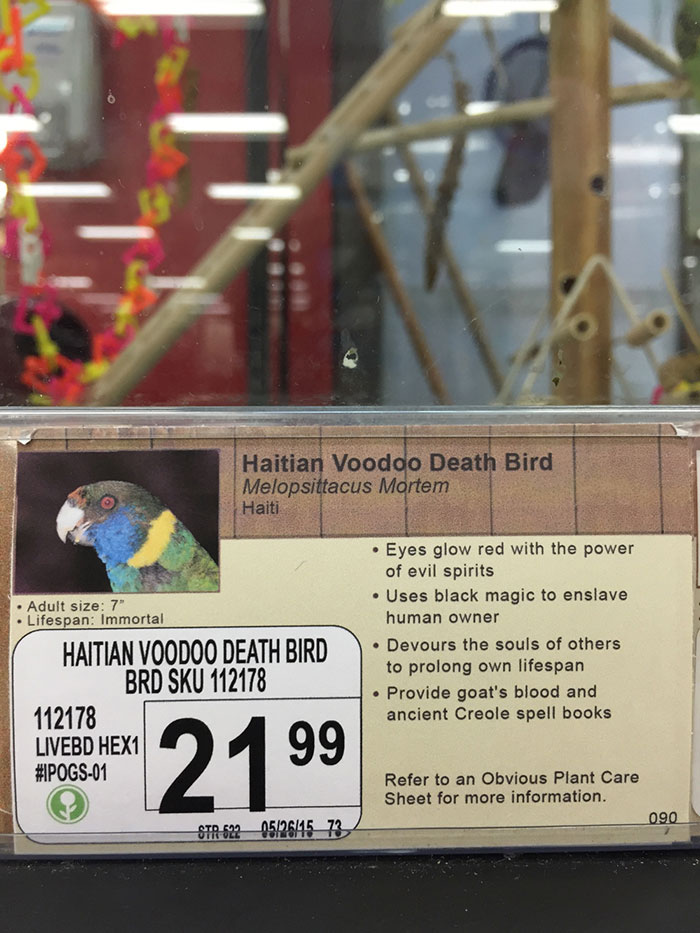 Haitian Voodoo Death Bird
Melopsittacus Mortem
Haiti
• Adult size: 7"
• Lifespan: Immortal
• Eyes glow red with the power
of evil spirits
• Uses black magic to enslave
human owner
• Devours the souls of others
to prolong own lifespan
• Provide goat's blood and
ancient Creole spell books
Refer to an Obvious Plant Care
Sheet for more information.
090
HAITIAN VOODOO DEATH BIRD
BRD SKU 112178
112178
LIVEBD HEX1
#IPOGS-01
21 99
STR 522 05/26/15 73